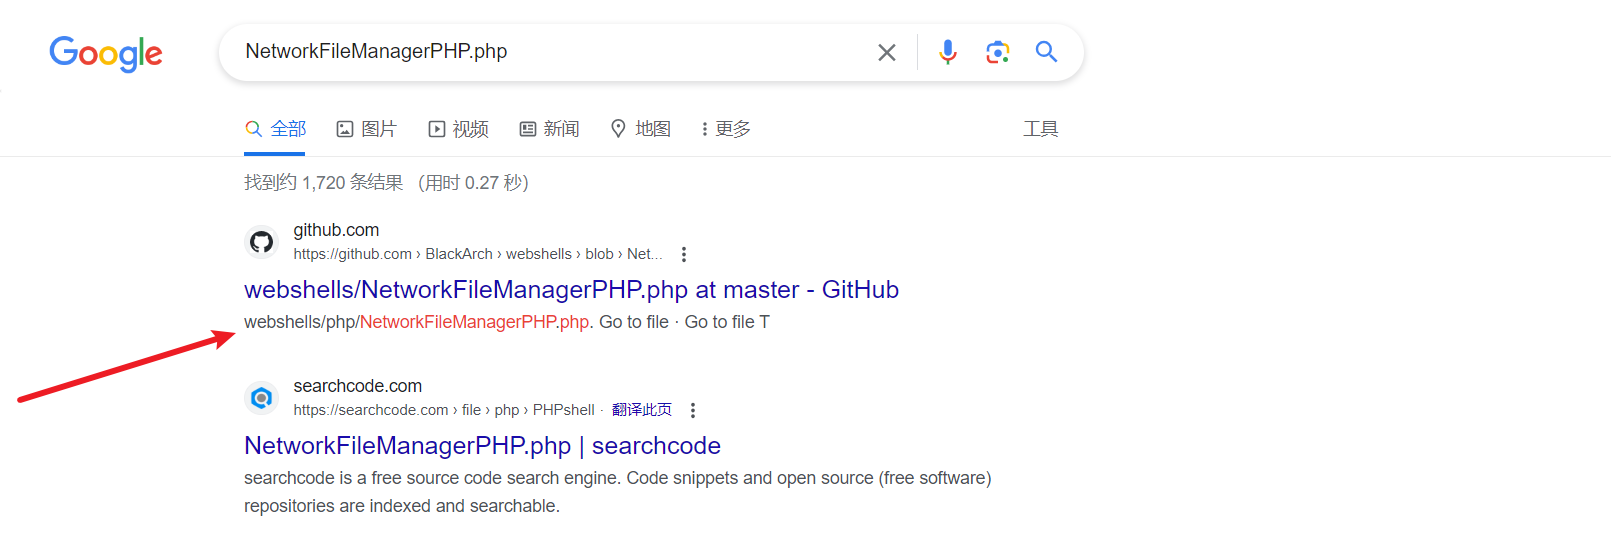 Google
NetworkFileManagerPHP.php
全部 图片 视频 新闻 地图 更多 工具
找到约 1,720 条结果 （用时 0.27 秒）
github.com
https://github.com › BlackArch › webshells › blob › Net...
webshells/NetworkFileManagerPHP.php at master - GitHub
webshells/php/NetworkFileManagerPHP.php. Go to file · Go to file T
searchcode.com
https://searchcode.com › file › php › PHPshell · 翻译此页
NetworkFileManagerPHP.php | searchcode
searchcode is a free source code search engine. Code snippets and open source (free software)
repositories are indexed and searchable.